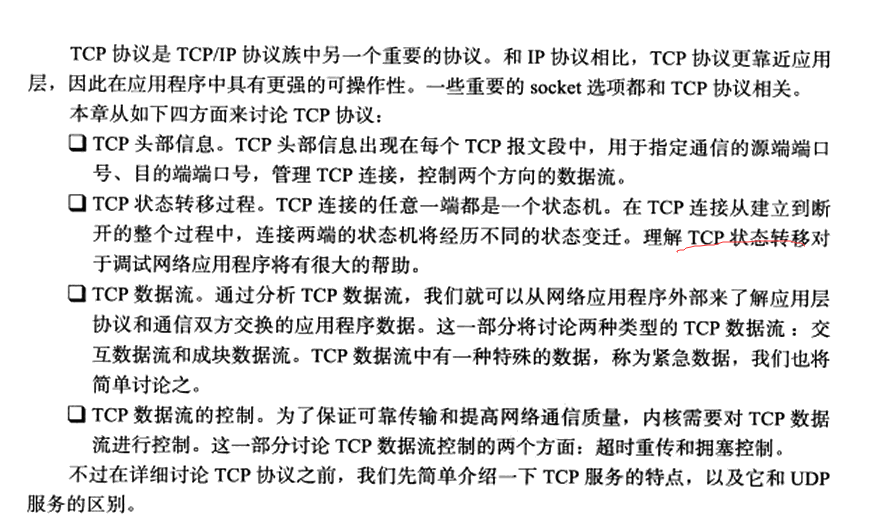 TCP 协议是 TCP/IP 协议族中另一个重要的协议。和 IP 协议相比，TCP 协议更靠近应用
层，因此在应用程序中具有更强的可操作性。一些重要的 socket 选项都和 TCP 协议相关。
本章从如下四方面来讨论 TCP 协议：
❑ TCP 头部信息。TCP 头部信息出现在每个 TCP 报文段中，用于指定通信的源端端口
号、目的端端口号，管理 TCP 连接，控制两个方向的数据流。
❑ TCP 状态转移过程。TCP 连接的任意一端都是一个状态机。在 TCP 连接从建立到断
开的整个过程中，连接两端的状态机将经历不同的状态变迁。理解 TCP 状态转移对
于调试网络应用程序将有很大的帮助。
❑ TCP 数据流。通过分析 TCP 数据流，我们就可以从网络应用程序外部来了解应用层
协议和通信双方交换的应用程序数据。这一部分将讨论两种类型的 TCP 数据流：交
互数据流和成块数据流。TCP 数据流中有一种特殊的数据，称为紧急数据，我们也将
简单讨论之。
❑ TCP 数据流的控制。为了保证可靠传输和提高网络通信质量，内核需要对 TCP 数据
流进行控制。这一部分讨论 TCP 数据流控制的两个方面：超时重传和拥塞控制。
不过在详细讨论 TCP 协议之前，我们先简单介绍一下 TCP 服务的特点，以及它和 UDP
服务的区别。